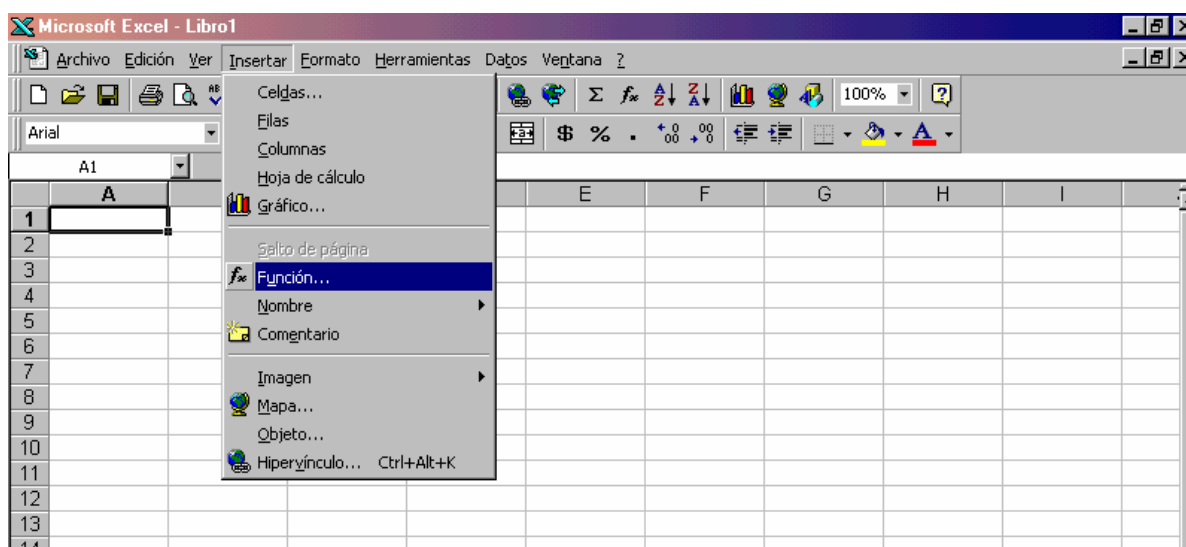 Microsoft Excel - Libro1
Archivo Edición Ver Insertar Formato Herramientas Datos Ventana ?
Celdas...
Filas
Columnas
Hoja de cálculo
Gráfico...
Salto de página
Función...
Nombre
Comentario
Imagen
Mapa...
Objeto...
Hipervínculo... Ctrl+Alt+K
Σ fx A Z Z A 100% ?
Arial $ %
A1
A E F G H I
1
2
3
4
5
6
7
8
9
10
11
12
13